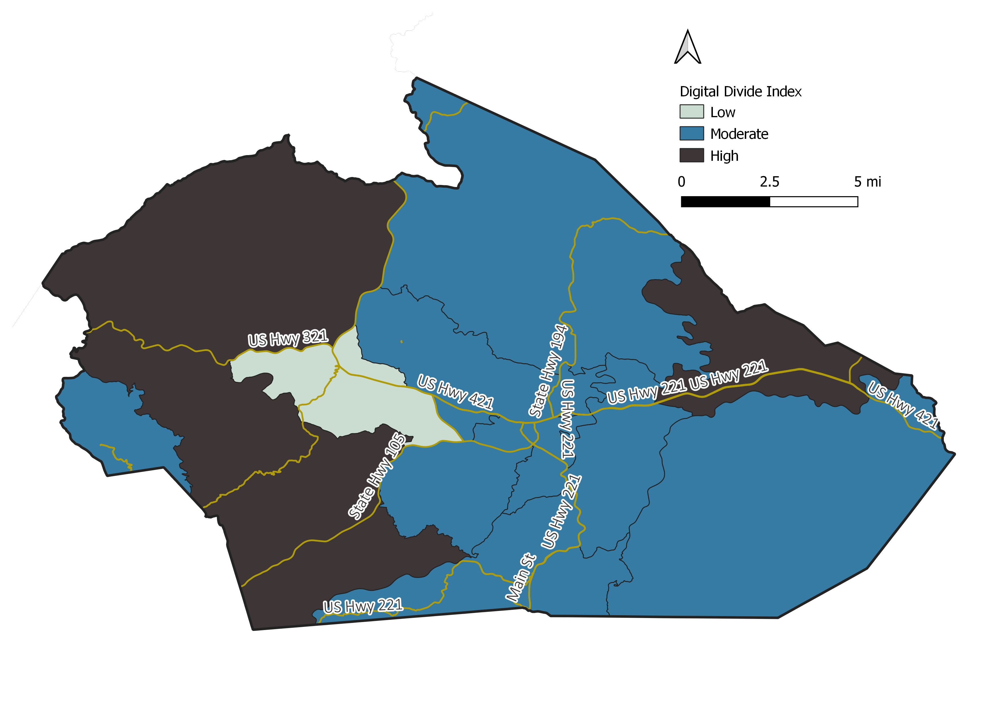 Digital Divide Index
Low
Moderate
High
0 2.5 5 mi
US Hwy 321
State Hwy 194
US Hwy 421
US Hwy 221
US Hwy 221
US Hwy 221
US Hwy 421
State Hwy 105
US Hwy 221
Main St
US Hwy 221